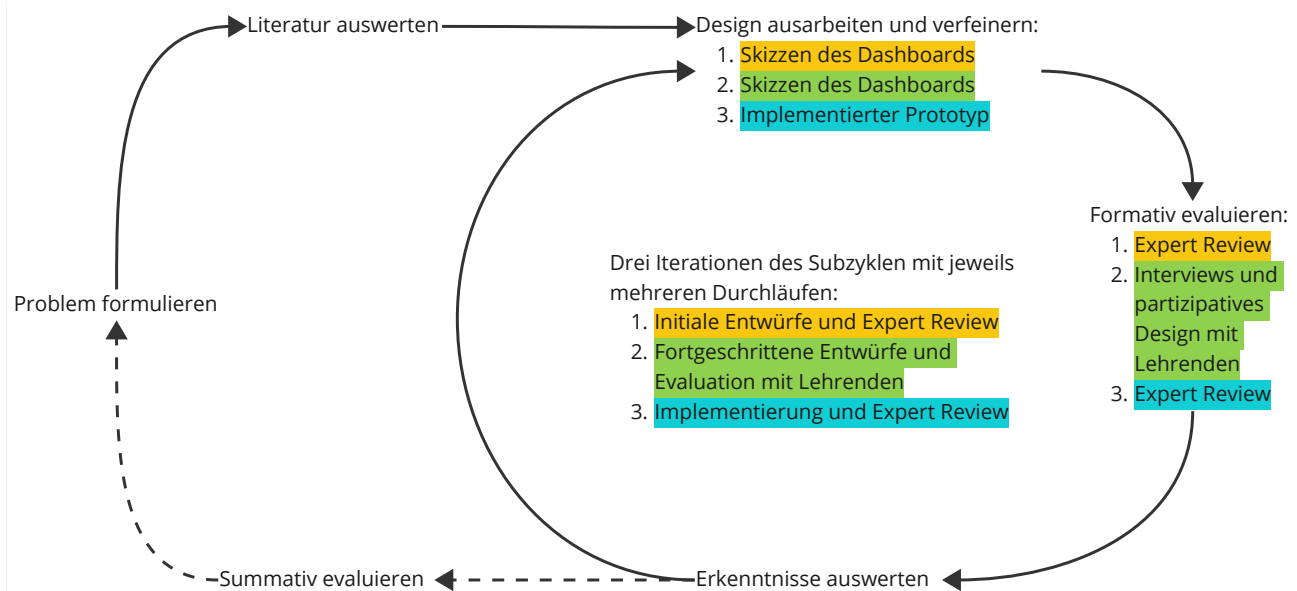 Literatur auswerten
Design ausarbeiten und verfeinern:
1. Skizzen des Dashboards
2. Skizzen des Dashboards
3. Implementierter Prototyp
Formativ evaluieren:
1. Expert Review
2. Interviews und
partizipatives
Design mit
Lehrenden
3. Expert Review
Drei Iterationen des Subzyklen mit jeweils
mehreren Durchläufen:
1. Initiale Entwürfe und Expert Review
2. Fortgeschrittene Entwürfe und
Evaluation mit Lehrenden
3. Implementierung und Expert Review
Problem formulieren
Summativ evaluieren
Erkenntnisse auswerten